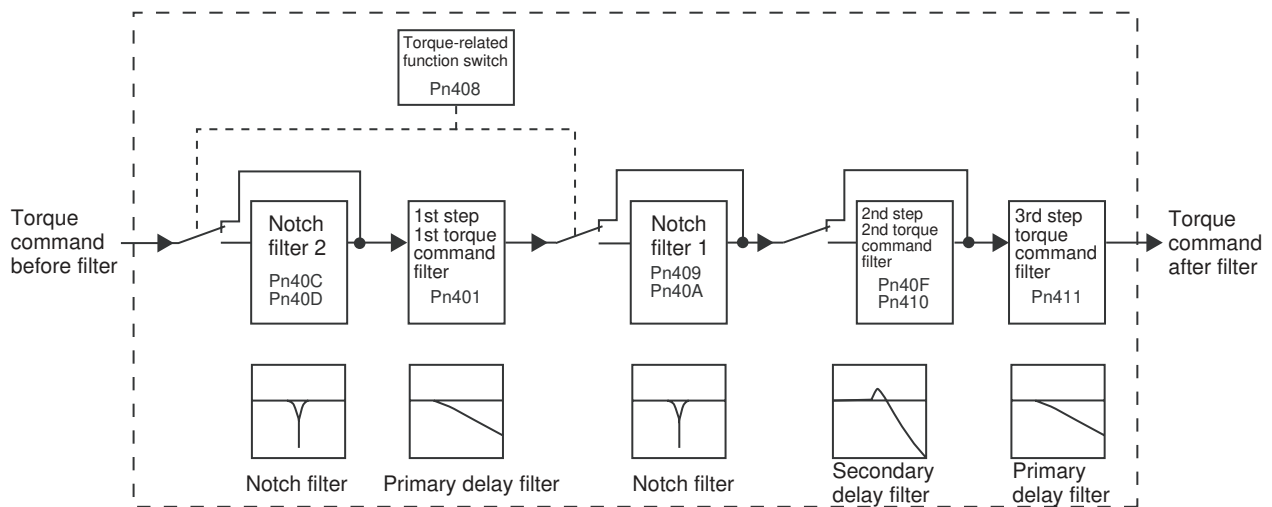 Torque-related
function switch
Pn408
Torque
command
before filter
Notch
filter 2
Pn40C
Pn40D
1st step
1st torque
command
filter
Pn401
Notch
filter 1
Pn409
Pn40A
2nd step
2nd torque
command
filter
Pn40F
Pn410
3rd step
torque
command
filter
Pn411
Torque
command
after filter
Notch filter
Primary delay filter
Notch filter
Secondary
delay filter
Primary
delay filter